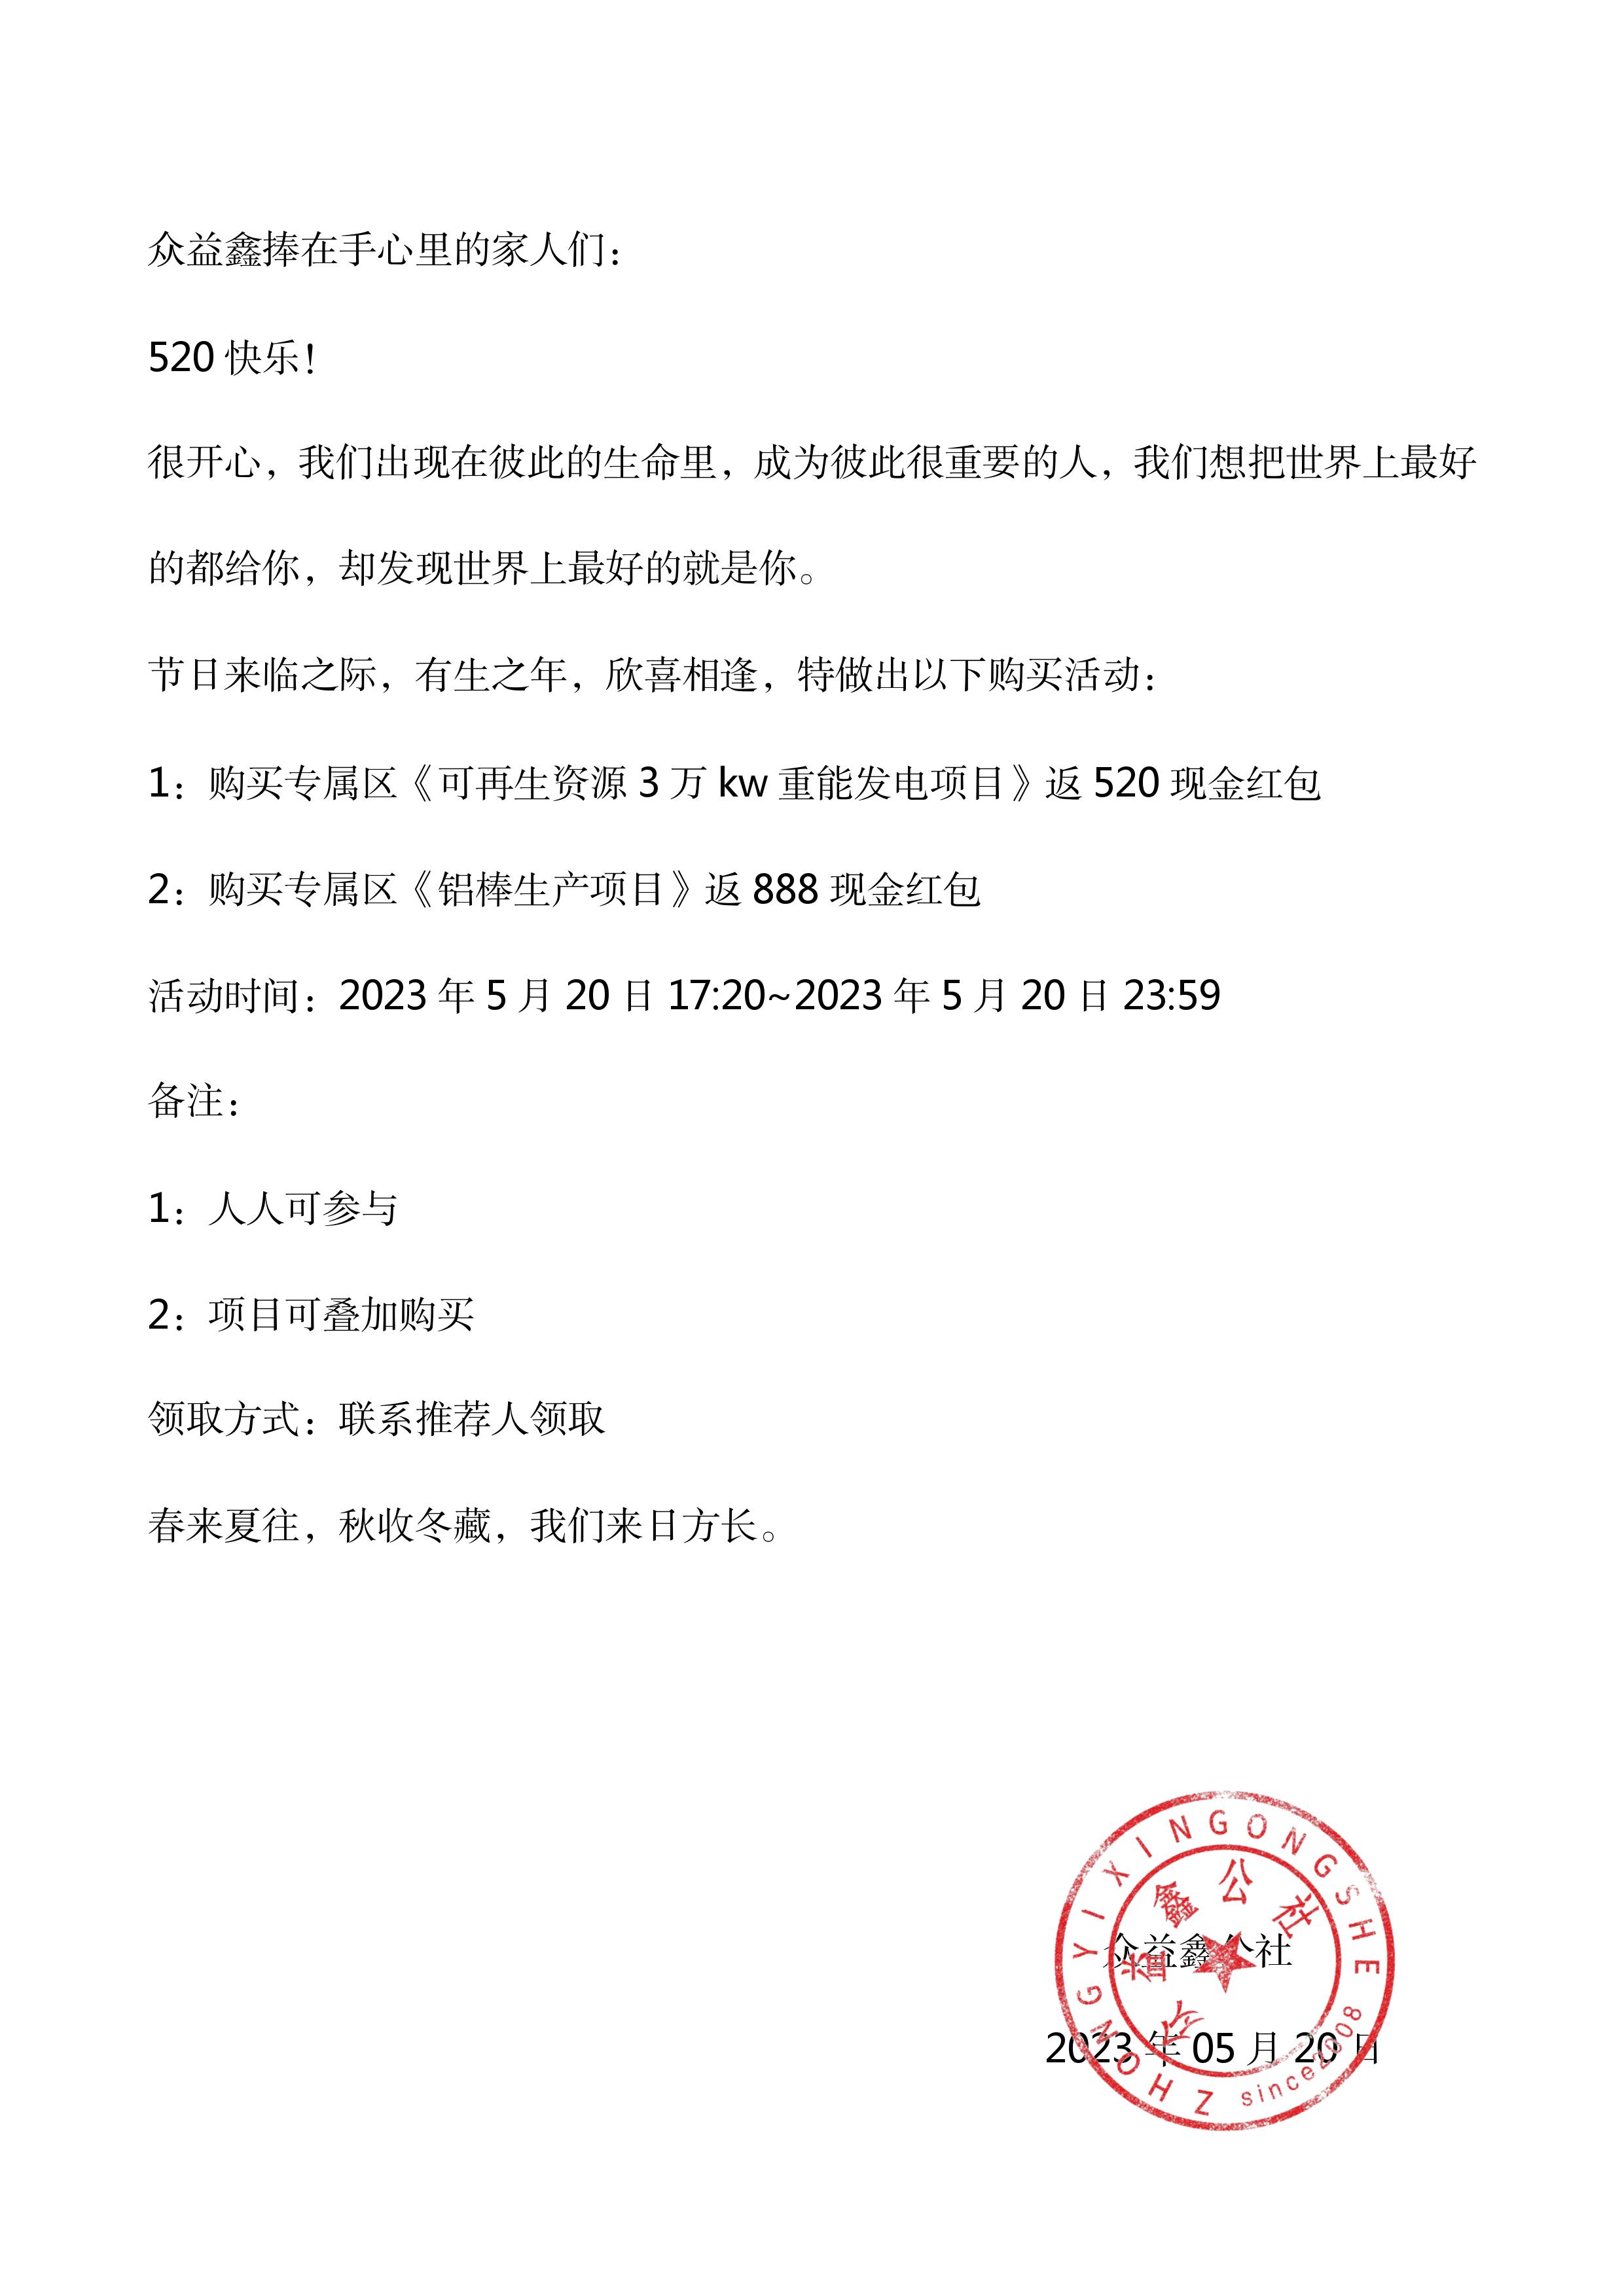 众益鑫捧在手心里的家人们：
520 快乐！
很开心，我们出现在彼此的生命里，成为彼此很重要的人，我们想把世界上最好
的都给你，却发现世界上最好的就是你。
节日来临之际，有生之年，欣喜相逢，特做出以下购买活动：
1：购买专属区《可再生资源 3 万 kw 重能发电项目》返 520 现金红包
2：购买专属区《铝棒生产项目》返 888 现金红包
活动时间：2023 年 5 月 20 日 17:20~2023 年 5 月 20 日 23:59
备注：
1：人人可参与
2：项目可叠加购买
领取方式：联系推荐人领取
春来夏往，秋收冬藏，我们来日方长。
众益鑫公社
2023 年 05 月 20 日
ZHONGYIXINGONGSHE
众益鑫公社
since2008